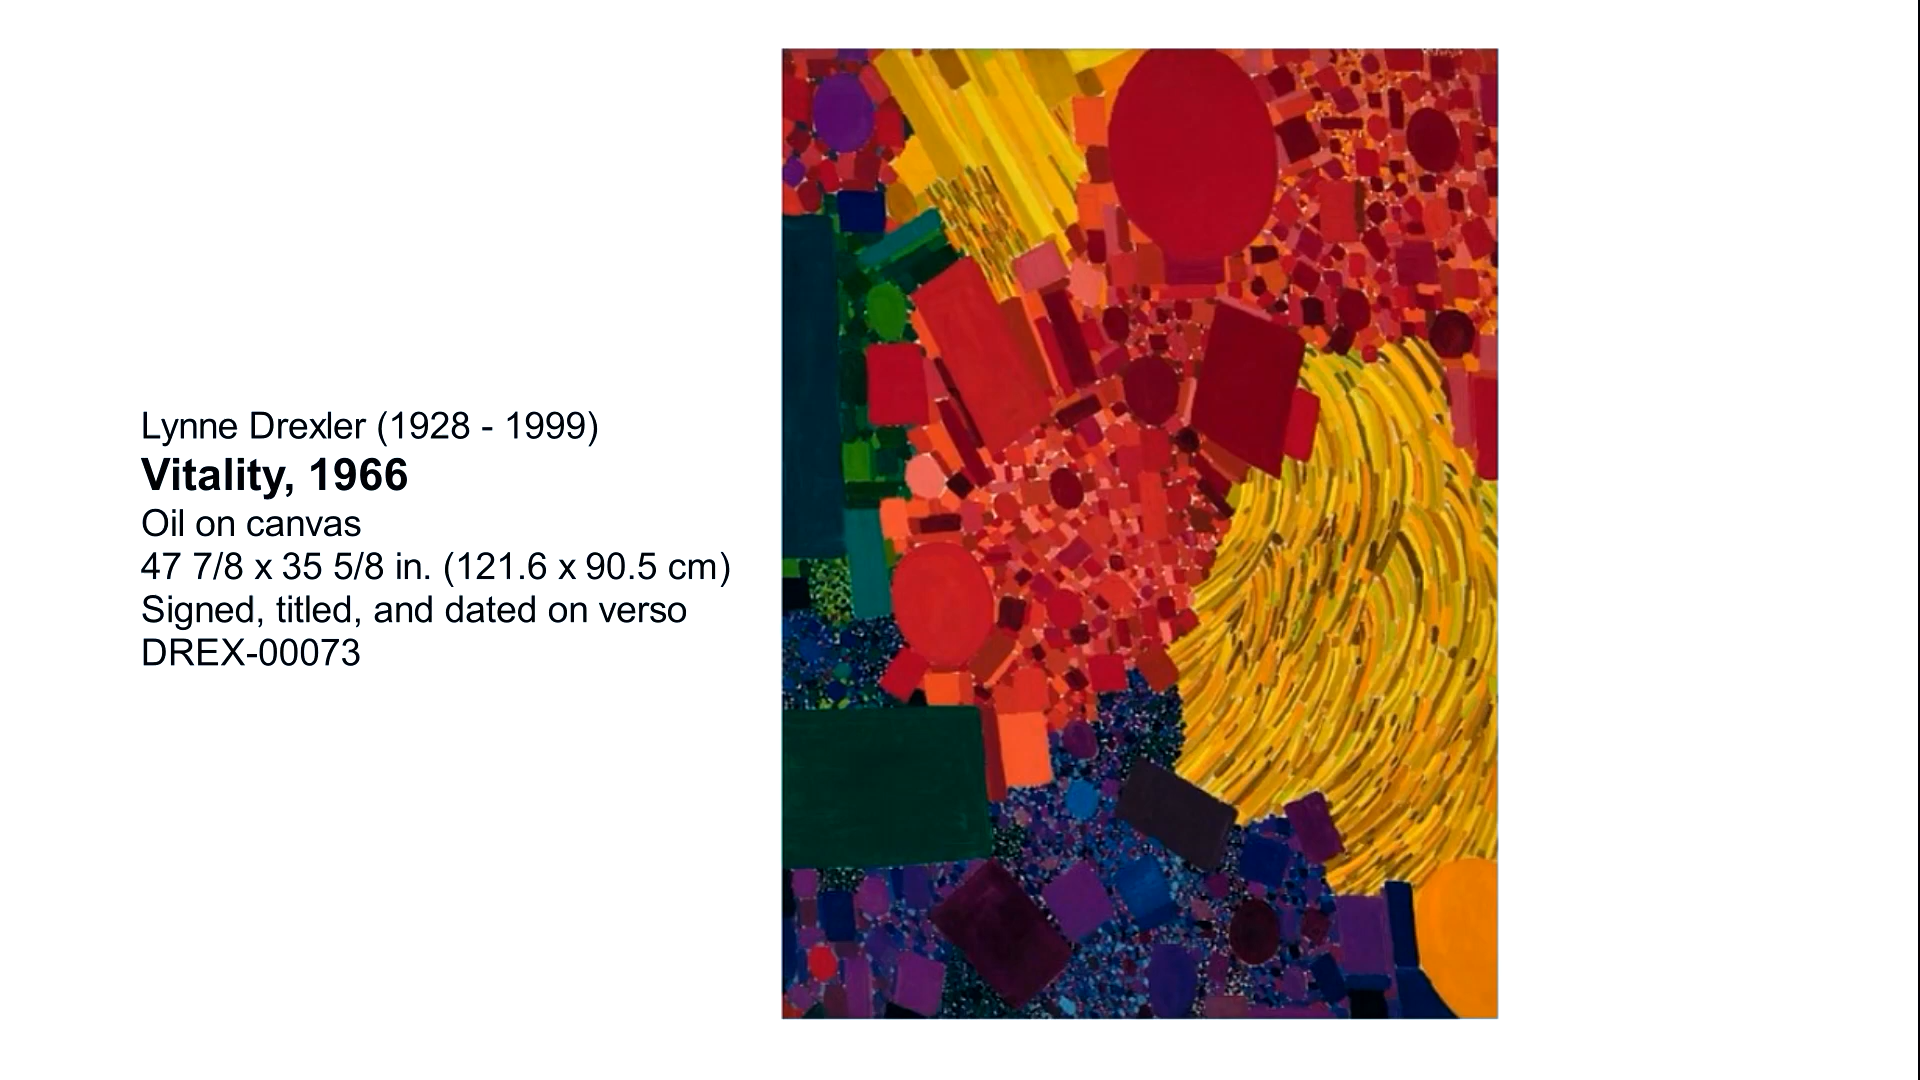 Lynne Drexler (1928 - 1999)
Vitality, 1966
Oil on canvas
47 7/8 x 35 5/8 in. (121.6 x 90.5 cm)
Signed, titled, and dated on verso
DREX-00073